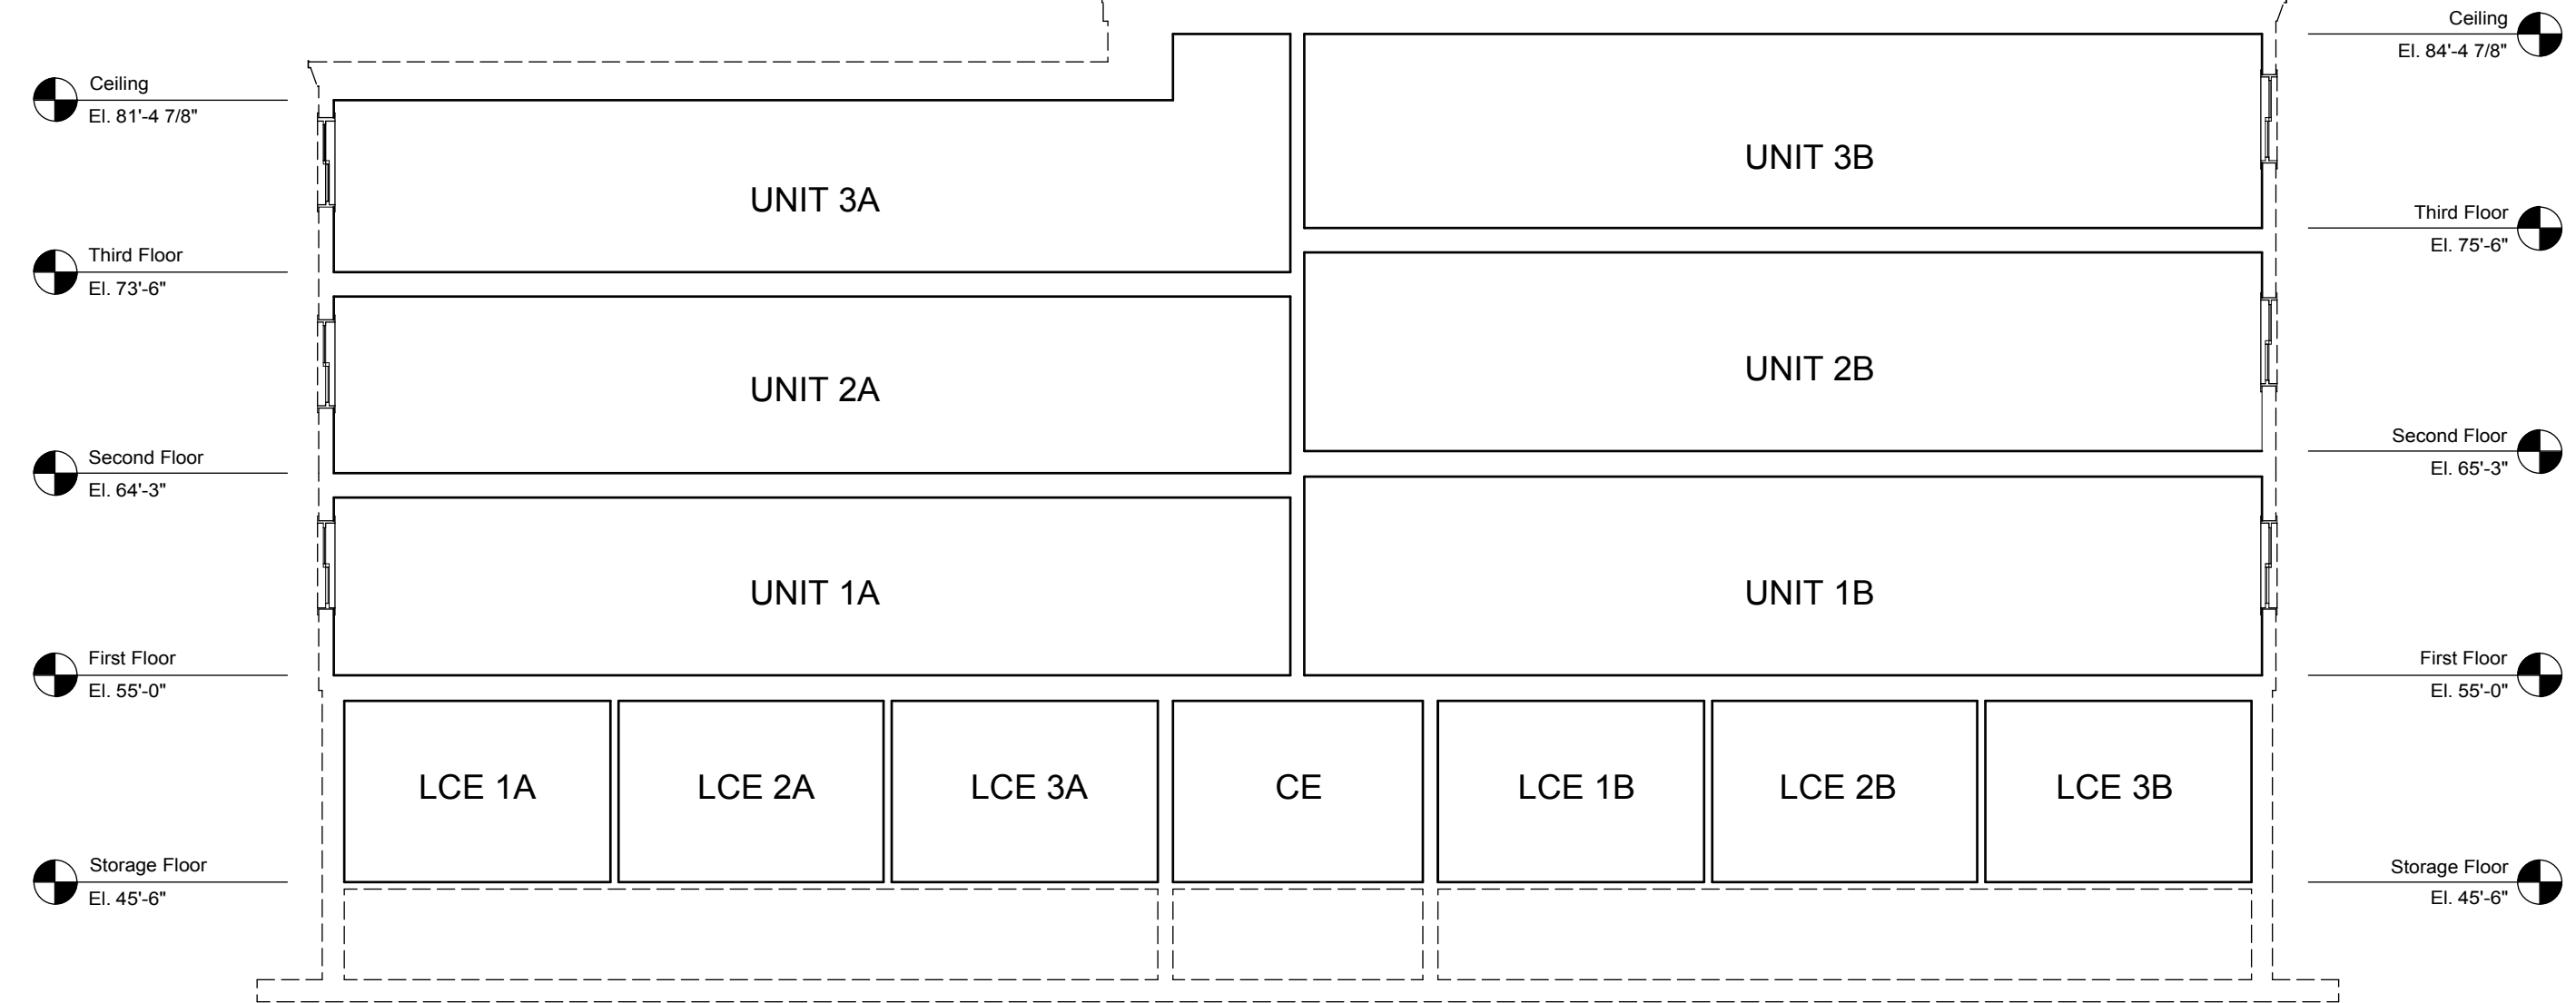 Ceiling
El. 84'-4 7/8"
Ceiling
El. 81'-4 7/8"
UNIT 3B
UNIT 3A
Third Floor
El. 75'-6"
Third Floor
El. 73'-6"
UNIT 2B
UNIT 2A
Second Floor
El. 65'-3"
Second Floor
El. 64'-3"
UNIT 1A
UNIT 1B
First Floor
El. 55'-0"
First Floor
El. 55'-0"
LCE 1A
LCE 2A
LCE 3A
CE
LCE 1B
LCE 2B
LCE 3B
Storage Floor
El. 45'-6"
Storage Floor
El. 45'-6"